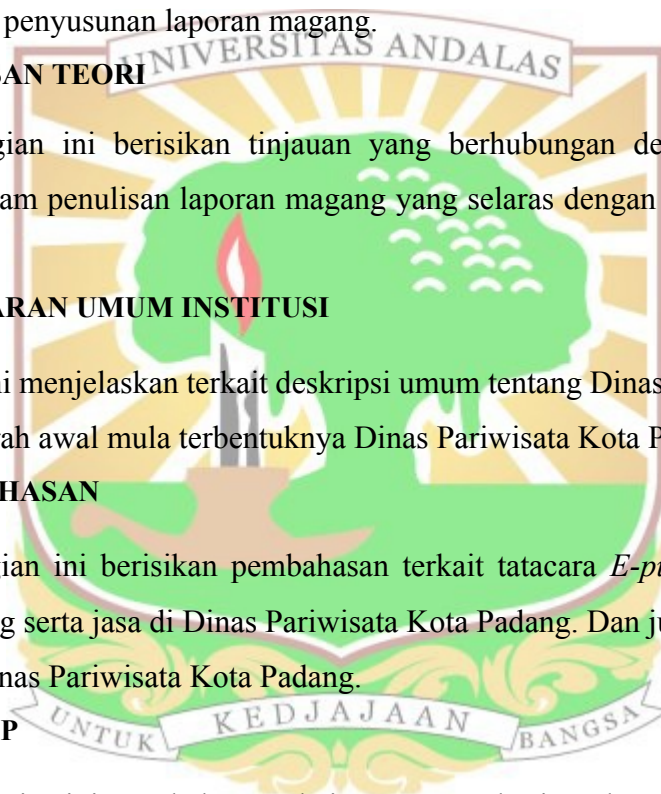 penyusunan laporan magang.
UNIVERSITAS ANDALAS
SAN TEORI
gian ini berisikan tinjauan yang berhubungan de
am penulisan laporan magang yang selaras dengan
ARAN UMUM INSTITUSI
ni menjelaskan terkait deskripsi umum tentang Dinas
ah awal mula terbentuknya Dinas Pariwisata Kota P
HASAN
gian ini berisikan pembahasan terkait tatacara E-pu
g serta jasa di Dinas Pariwisata Kota Padang. Dan ju
nas Pariwisata Kota Padang.
P
UNTUK KEDJAJAAN BANGSA